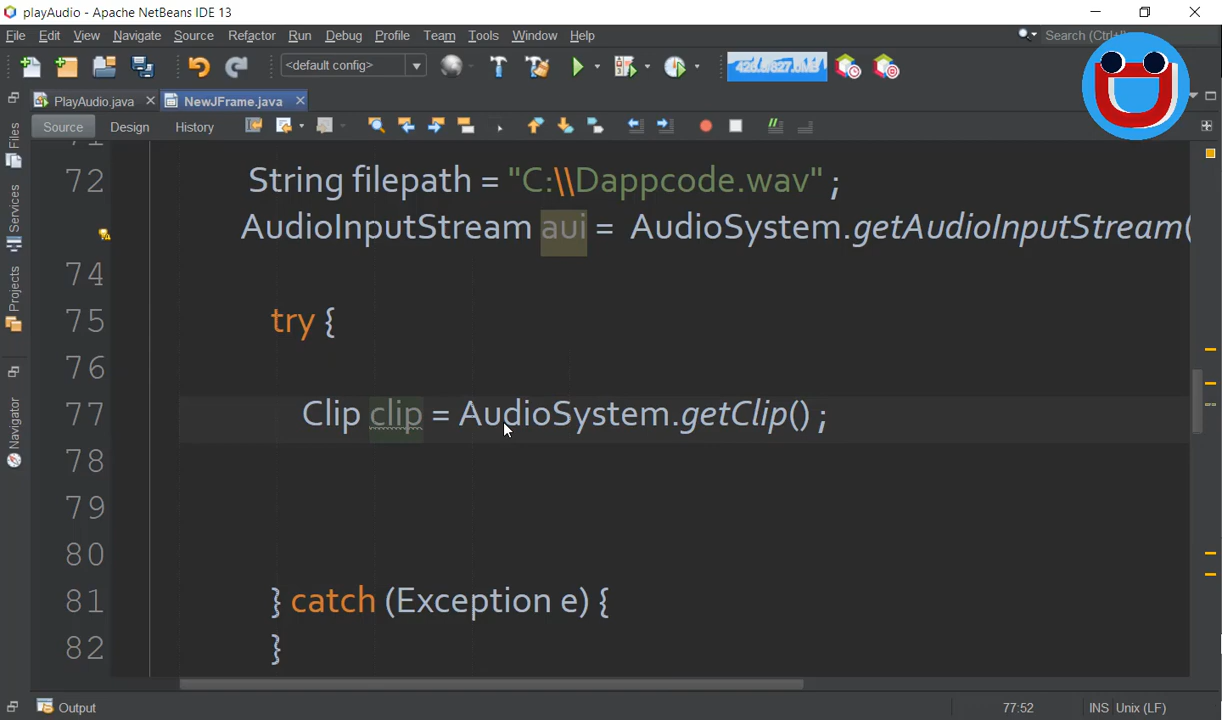 playAudio - Apache NetBeans IDE 13
File Edit View Navigate Source Refactor Run Debug Profile Team Tools Window Help
Search (Ctrl+I)
<default config>
PlayAudio.java
NewJFrame.java
Source Design History
Files
Services
Projects
Navigator
72 String filepath = "C:\\Dappcode.wav" ;
AudioInputStream aui = AudioSystem.getAudioInputStream(
74
75 try {
76
77 Clip clip = AudioSystem.getClip() ;
78
79
80
81 } catch (Exception e) {
82 }
Output
77:52 INS Unix (LF)